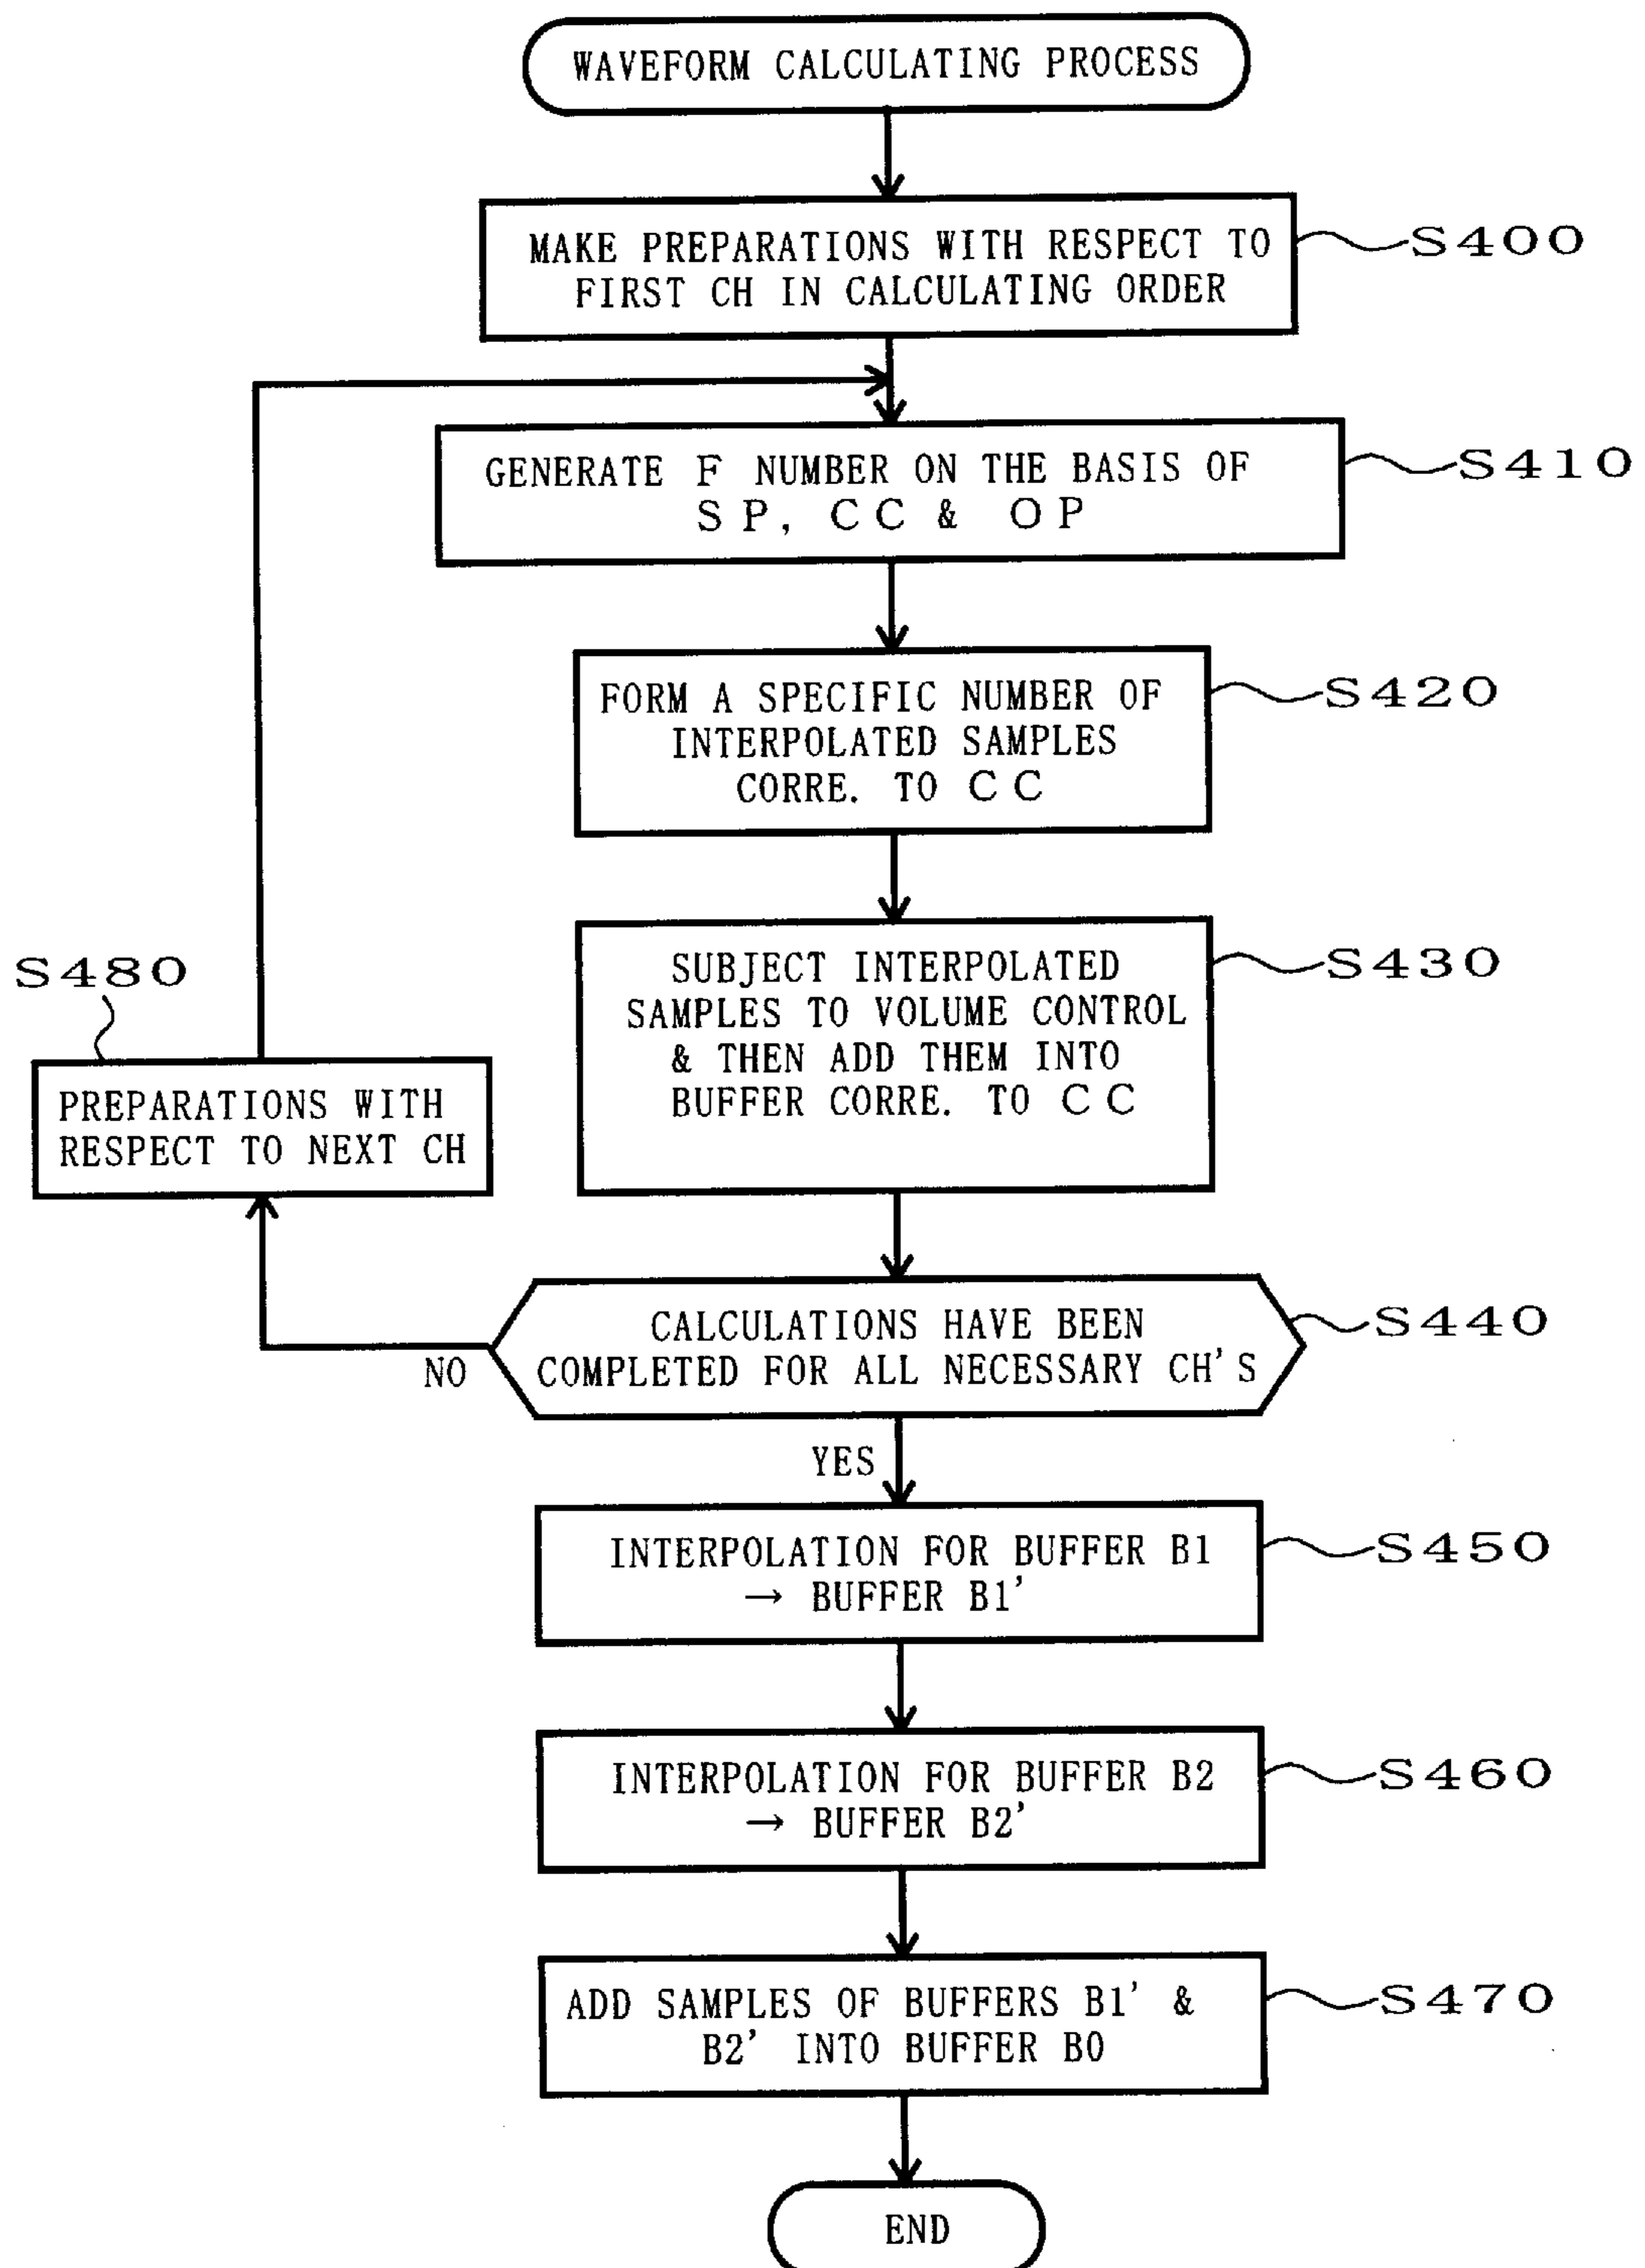 WAVEFORM CALCULATING PROCESS
MAKE PREPARATIONS WITH RESPECT TO
FIRST CH IN CALCULATING ORDER
S400
GENERATE F NUMBER ON THE BASIS OF
SP, CC & OP
S410
FORM A SPECIFIC NUMBER OF
INTERPOLATED SAMPLES
CORRE. TO CC
S420
SUBJECT INTERPOLATED
SAMPLES TO VOLUME CONTROL
& THEN ADD THEM INTO
BUFFER CORRE. TO CC
S430
S480
PREPARATIONS WITH
RESPECT TO NEXT CH
CALCULATIONS HAVE BEEN
COMPLETED FOR ALL NECESSARY CH'S
S440
NO
YES
INTERPOLATION FOR BUFFER B1
→ BUFFER B1'
S450
INTERPOLATION FOR BUFFER B2
→ BUFFER B2'
S460
ADD SAMPLES OF BUFFERS B1' &
B2' INTO BUFFER B0
S470
END